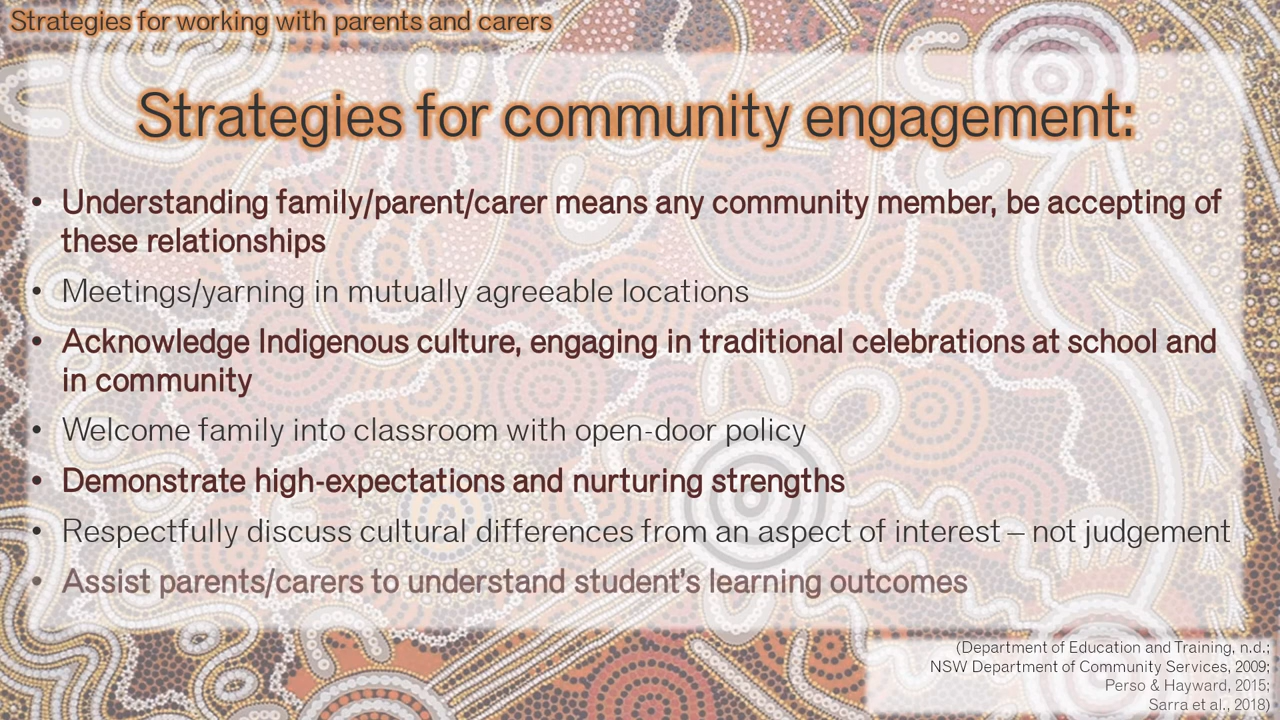 Strategies for working with parents and carers
Strategies for community engagement:
• Understanding family/parent/carer means any community member, be accepting of
these relationships
• Meetings/yarning in mutually agreeable locations
• Acknowledge Indigenous culture, engaging in traditional celebrations at school and
in community
• Welcome family into classroom with open-door policy
• Demonstrate high-expectations and nurturing strengths
• Respectfully discuss cultural differences from an aspect of interest – not judgement
• Assist parents/carers to understand student's learning outcomes
(Department of Education and Training, n.d.;
NSW Department of Community Services, 2009;
Perso & Hayward, 2015;
Sarra et al., 2018)